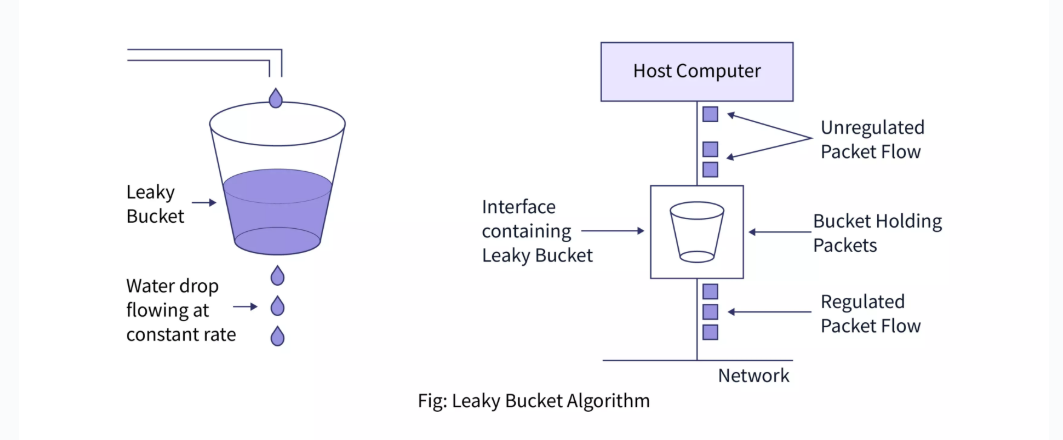 Leaky
Bucket
Water drop
flowing at
constant rate
Host Computer
Unregulated
Packet Flow
Interface
containing
Leaky Bucket
Bucket Holding
Packets
Regulated
Packet Flow
Network
Fig: Leaky Bucket Algorithm